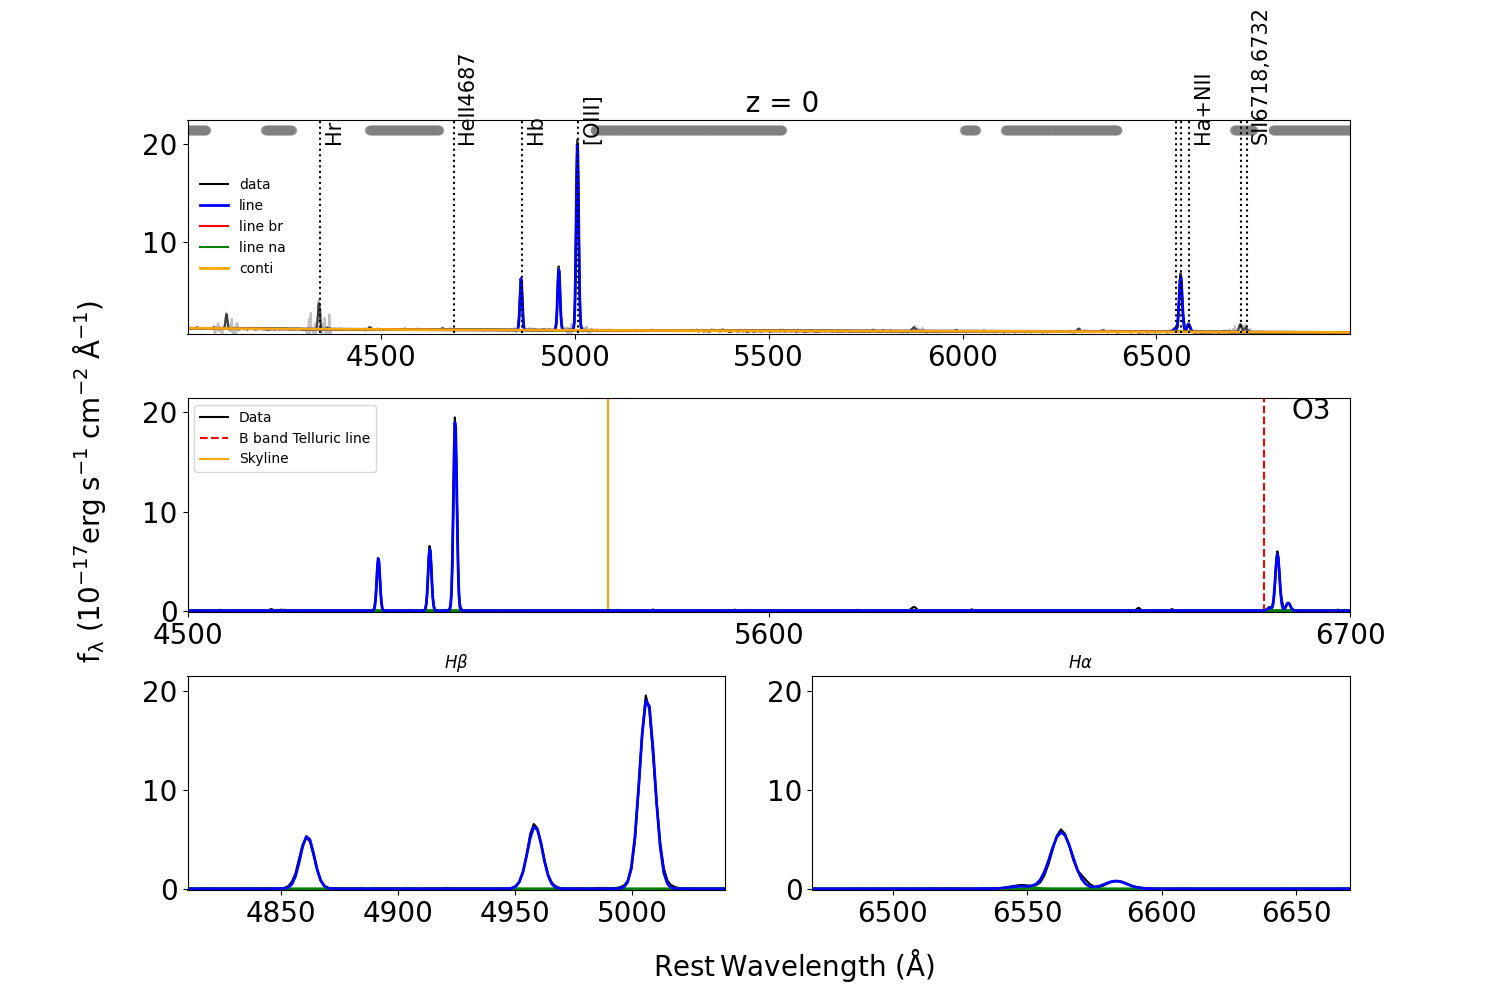 z = 0
Hr
HeII4687
Hb
[OIII]
Ha+NII
SII6718,6732
20
10
data
line
line br
line na
conti
4500 5000 5500 6000 6500
fλ (10⁻¹⁷erg s⁻¹ cm⁻² Å⁻¹)
O3
20
10
0
Data
B band Telluric line
Skyline
4500 5600 6700
Hβ
20
10
0
4850 4900 4950 5000
Hα
20
10
0
6500 6550 6600 6650
Rest Wavelength (Å)